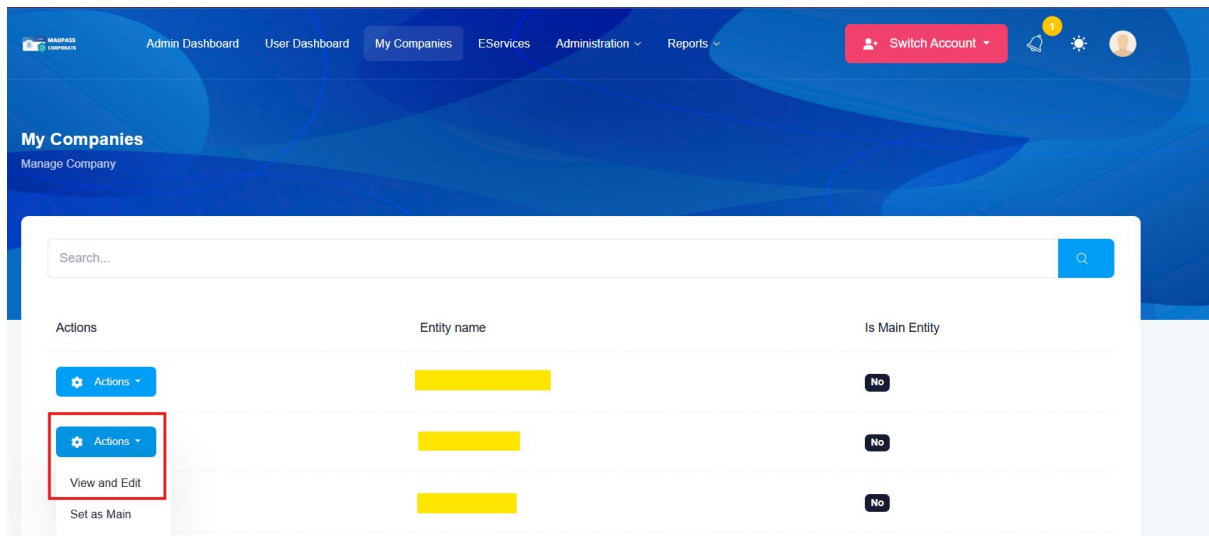 MAUPASS
CORPORATE
Admin Dashboard User Dashboard My Companies EServices Administration Reports Switch Account 1
My Companies
Manage Company
Search...
Actions Entity name Is Main Entity
Actions No
Actions No
View and Edit
No
Set as Main